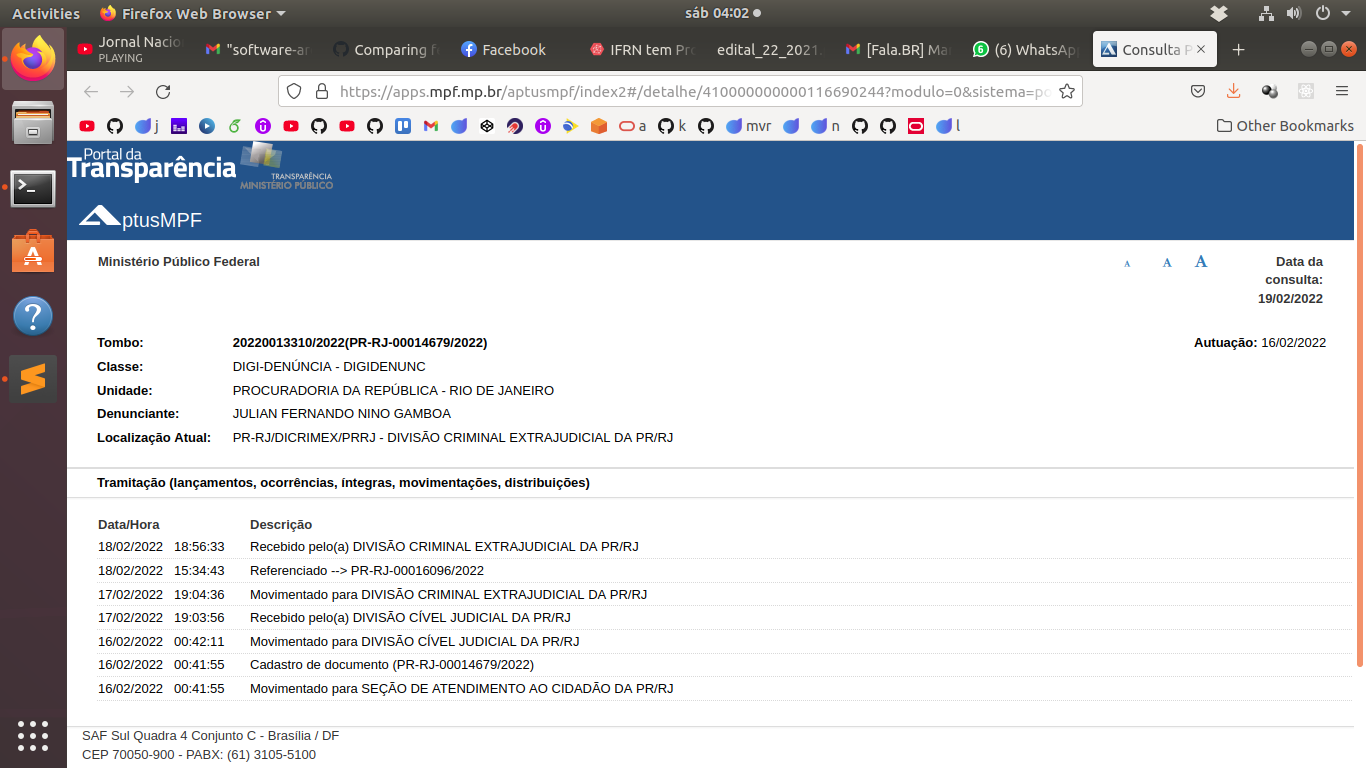 Activities Firefox Web Browser sáb 04:02
Jornal Nacio
PLAYING
"software-ar Comparing fe Facebook IFRN tem Pro edital_22_2021. [Fala.BR] Ma (6) WhatsAp Consulta P
https://apps.mpf.mp.br/aptusmpf/index2#/detalhe/410000000000116690244?modulo=0&sistema=po
j a k mvr n l Other Bookmarks
Portal da
Transparência
TRANSPARÊNCIA
MINISTÉRIO PÚBLICO
AptusMPF
Ministério Público Federal A A A Data da
consulta:
19/02/2022
Tombo: 20220013310/2022(PR-RJ-00014679/2022) Autuação: 16/02/2022
Classe: DIGI-DENÚNCIA - DIGIDENUNC
Unidade: PROCURADORIA DA REPÚBLICA - RIO DE JANEIRO
Denunciante: JULIAN FERNANDO NINO GAMBOA
Localização Atual: PR-RJ/DICRIMEX/PRRJ - DIVISÃO CRIMINAL EXTRAJUDICIAL DA PR/RJ
Tramitação (lançamentos, ocorrências, íntegras, movimentações, distribuições)
Data/Hora Descrição
18/02/2022 18:56:33 Recebido pelo(a) DIVISÃO CRIMINAL EXTRAJUDICIAL DA PR/RJ
18/02/2022 15:34:43 Referenciado --> PR-RJ-00016096/2022
17/02/2022 19:04:36 Movimentado para DIVISÃO CRIMINAL EXTRAJUDICIAL DA PR/RJ
17/02/2022 19:03:56 Recebido pelo(a) DIVISÃO CÍVEL JUDICIAL DA PR/RJ
16/02/2022 00:42:11 Movimentado para DIVISÃO CÍVEL JUDICIAL DA PR/RJ
16/02/2022 00:41:55 Cadastro de documento (PR-RJ-00014679/2022)
16/02/2022 00:41:55 Movimentado para SEÇÃO DE ATENDIMENTO AO CIDADÃO DA PR/RJ
SAF Sul Quadra 4 Conjunto C - Brasília / DF
CEP 70050-900 - PABX: (61) 3105-5100